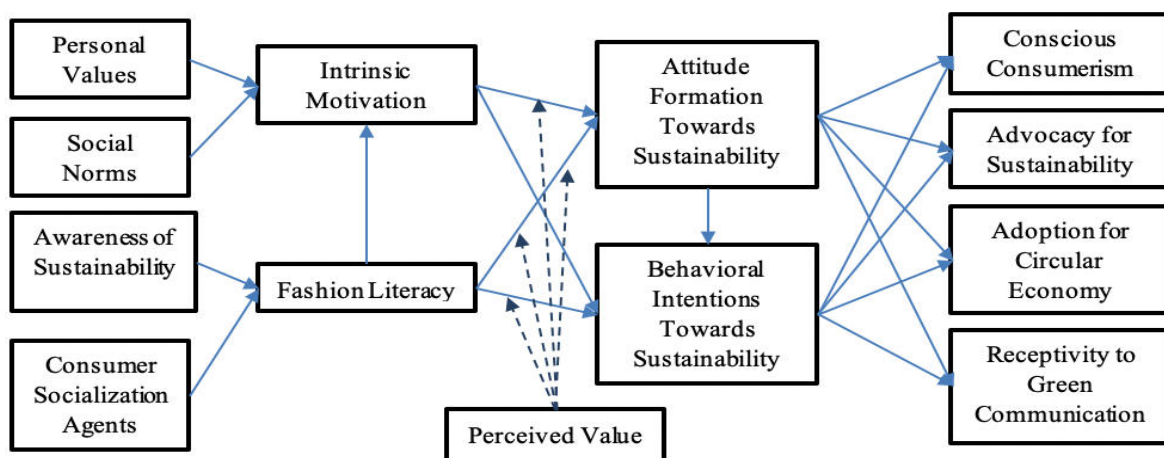 Personal
Values
Social
Norms
Awareness of
Sustainability
Consumer
Socialization
Agents
Intrinsic
Motivation
Fashion Literacy
Perceived Value
Attitude
Formation
Towards
Sustainability
Behavioral
Intentions
Towards
Sustainability
Conscious
Consumerism
Advocacy for
Sustainability
Adoption for
Circular
Economy
Receptivity to
Green
Communication